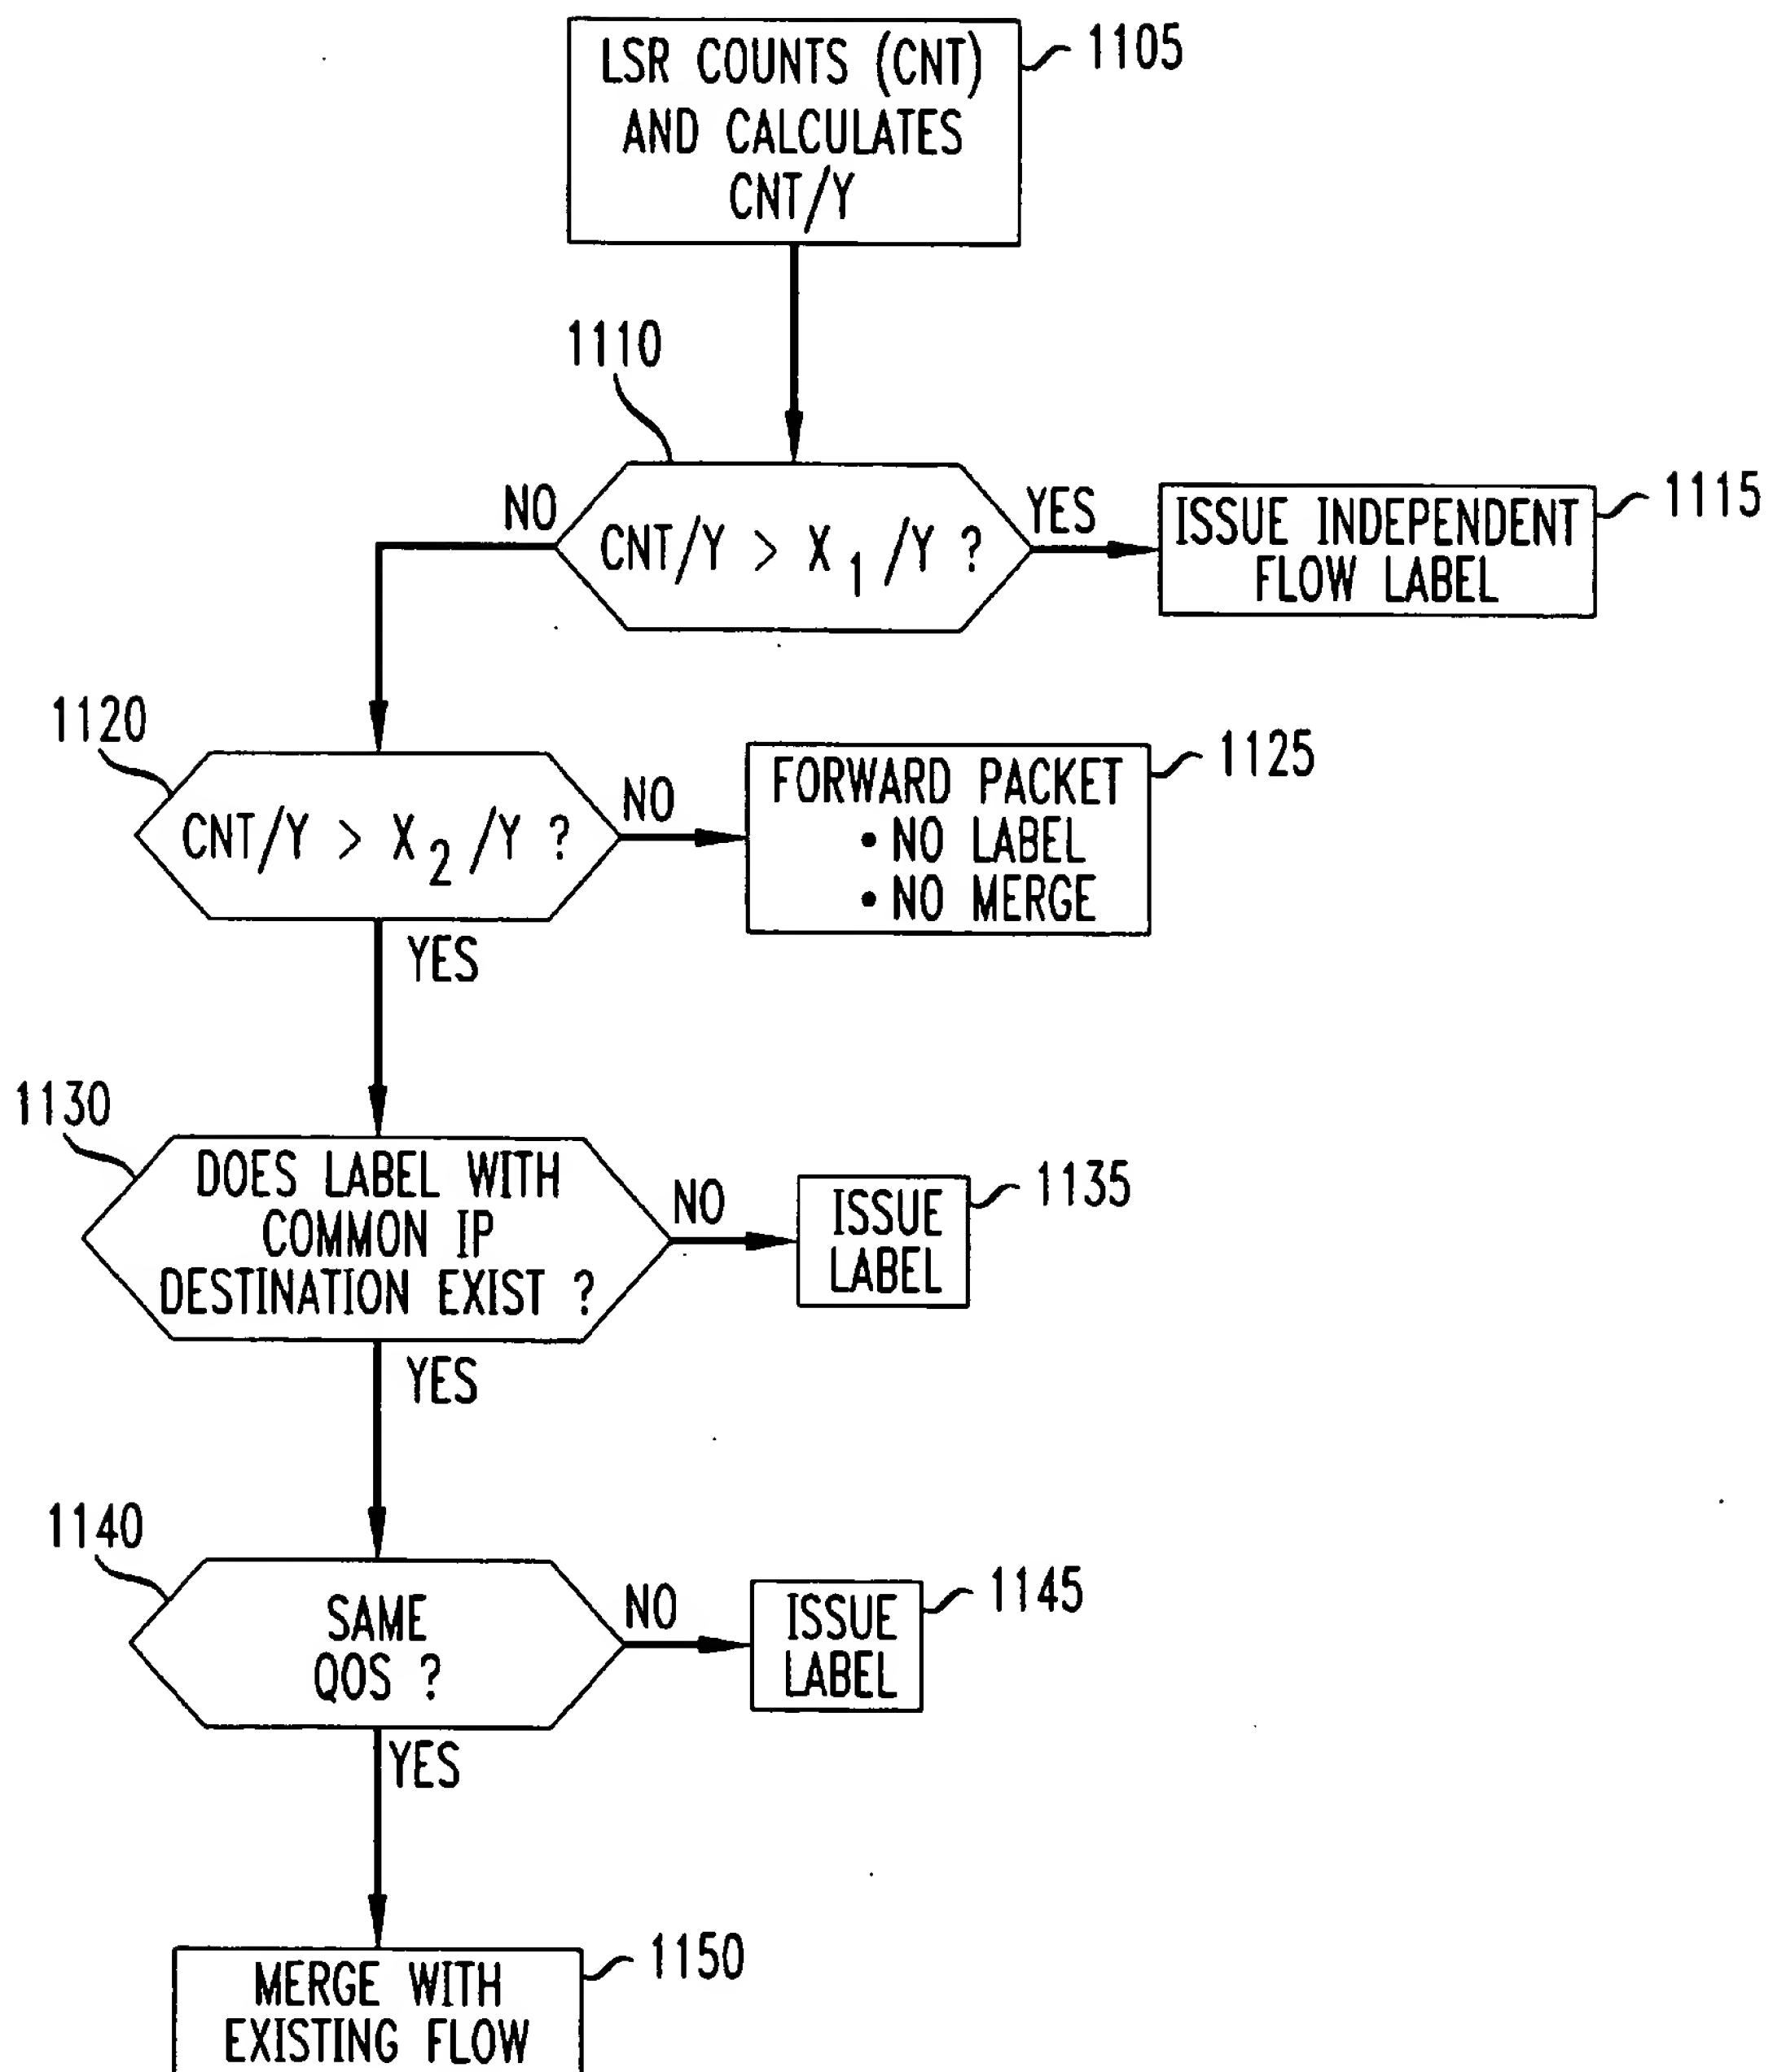 LSR COUNTS (CNT)
AND CALCULATES
CNT/Y
1105
1110
NO
CNT/Y > X1/Y ?
YES
ISSUE INDEPENDENT
FLOW LABEL
1115
1120
CNT/Y > X2/Y ?
NO
FORWARD PACKET
• NO LABEL
• NO MERGE
1125
YES
1130
DOES LABEL WITH
COMMON IP
DESTINATION EXIST ?
NO
ISSUE
LABEL
1135
YES
1140
SAME
QOS ?
NO
ISSUE
LABEL
1145
YES
MERGE WITH
EXISTING FLOW
1150